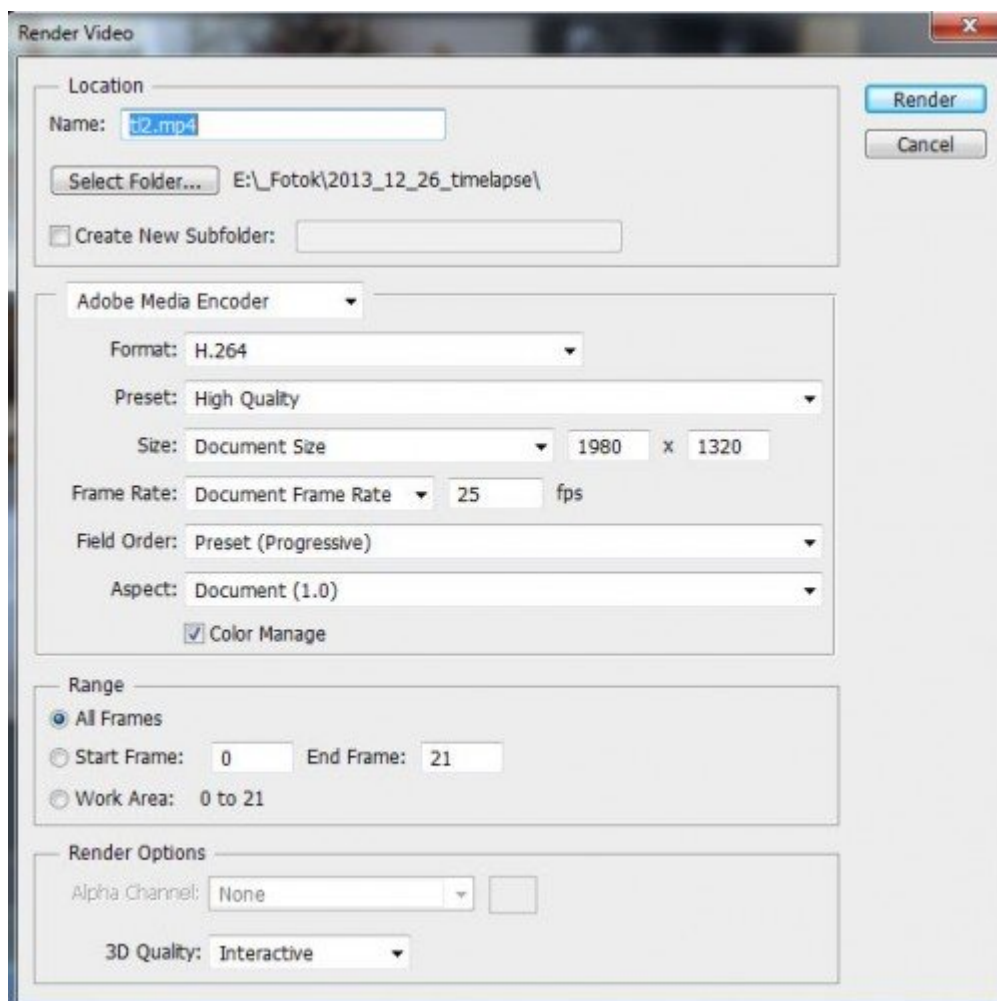 Render Video
Location
Name: tl2.mp4
Render
Cancel
Select Folder... E:\_Fotok\2013_12_26_timelapse\
Create New Subfolder:
Adobe Media Encoder
Format: H.264
Preset: High Quality
Size: Document Size 1980 x 1320
Frame Rate: Document Frame Rate 25 fps
Field Order: Preset (Progressive)
Aspect: Document (1.0)
Color Manage
Range
All Frames
Start Frame: 0 End Frame: 21
Work Area: 0 to 21
Render Options
Alpha Channel: None
3D Quality: Interactive